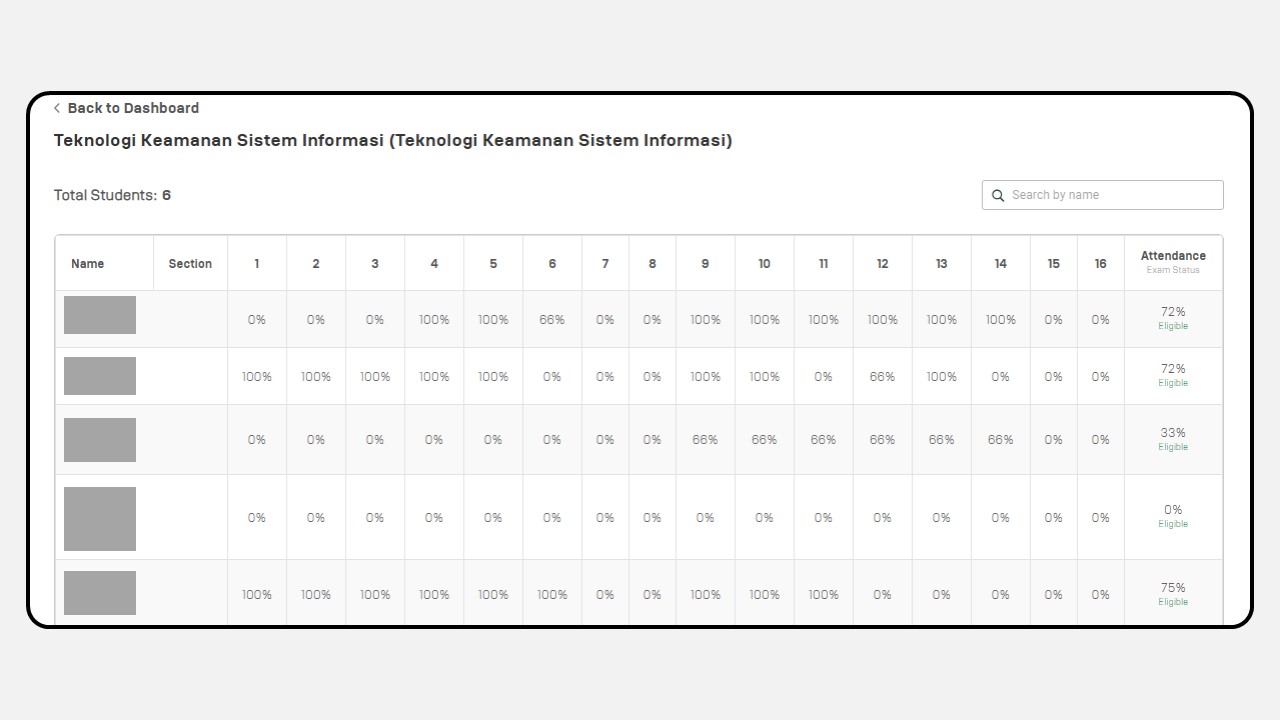 Back to Dashboard
Teknologi Keamanan Sistem Informasi (Teknologi Keamanan Sistem Informasi)
Total Students: 6
Search by name
Name Section 1 2 3 4 5 6 7 8 9 10 11 12 13 14 15 16 Attendance
Exam Status
0% 0% 0% 100% 100% 66% 0% 0% 100% 100% 100% 100% 100% 100% 0% 0% 72%
Eligible
100% 100% 100% 100% 100% 0% 0% 0% 100% 100% 0% 66% 100% 0% 0% 0% 72%
Eligible
0% 0% 0% 0% 0% 0% 0% 0% 66% 66% 66% 66% 66% 66% 0% 0% 33%
Eligible
0% 0% 0% 0% 0% 0% 0% 0% 0% 0% 0% 0% 0% 0% 0% 0% 0%
Eligible
100% 100% 100% 100% 100% 100% 0% 0% 100% 100% 100% 0% 0% 0% 0% 0% 75%
Eligible